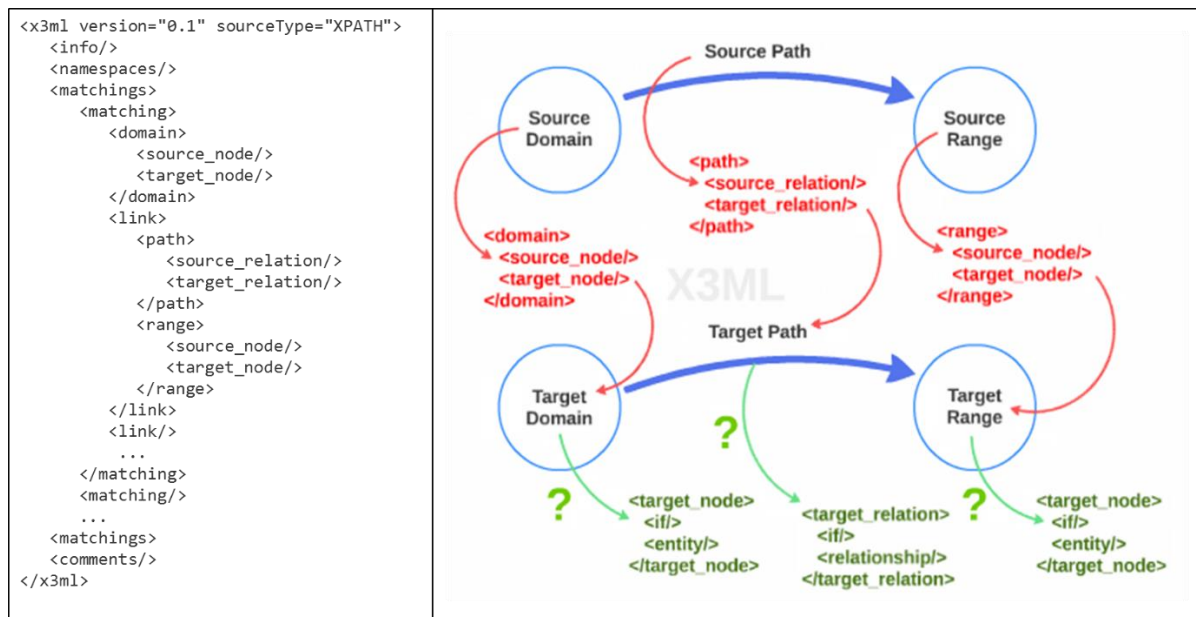 <x3ml version="0.1" sourceType="XPATH">
   <info/>
   <namespaces/>
   <matchings>
      <matching>
         <domain>
            <source_node/>
            <target_node/>
         </domain>
         <link>
            <path>
               <source_relation/>
               <target_relation/>
            </path>
            <range>
               <source_node/>
               <target_node/>
            </range>
         </link>
         <link/>
          ...
      </matching>
      <matching/>
      ...
   <matchings>
   <comments/>
</x3ml>
Source Path
Source
Domain
Source
Range
<path>
<source_relation/>
<target_relation/>
</path>
<domain>
<source_node/>
<target_node/>
</domain>
<range>
<source_node/>
<target_node/>
</range>
X3ML
Target Path
Target
Domain
Target
Range
?
?
?
<target_node>
<if/>
<entity/>
</target_node>
<target_relation>
<if/>
<relationship/>
</target_relation>
<target_node>
<if/>
<entity/>
</target_node>